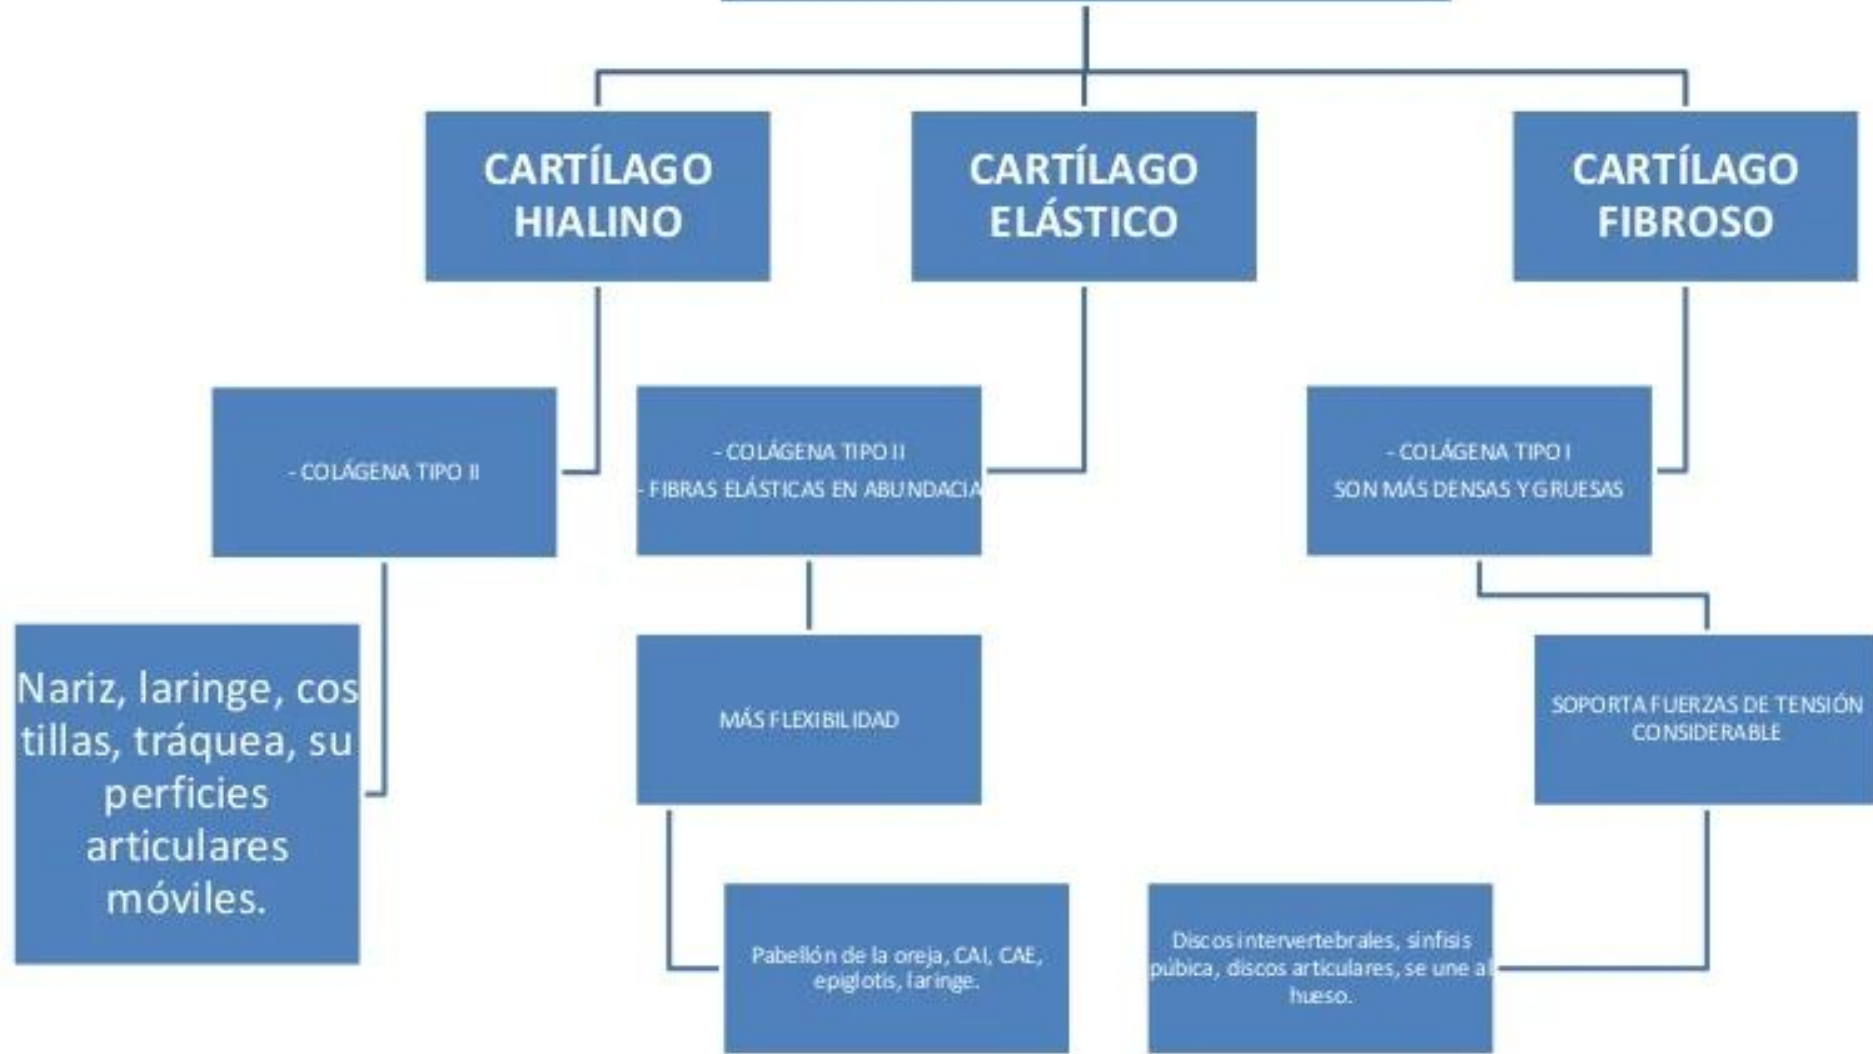 CARTÍLAGO
HIALINO
CARTÍLAGO
ELÁSTICO
CARTÍLAGO
FIBROSO
- COLÁGENA TIPO II
- COLÁGENA TIPO II
- FIBRAS ELÁSTICAS EN ABUNDACIA
- COLÁGENA TIPO I
SON MÁS DENSAS Y GRUESAS
Nariz, laringe, cos
tillas, tráquea, su
perficies
articulares
móviles.
MÁS FLEXIBILIDAD
SOPORTA FUERZAS DE TENSIÓN
CONSIDERABLE
Pabellón de la oreja, CAI, CAE,
epiglotis, laringe.
Discos intervertebrales, sínfisis
púbica, discos articulares, se une al
hueso.